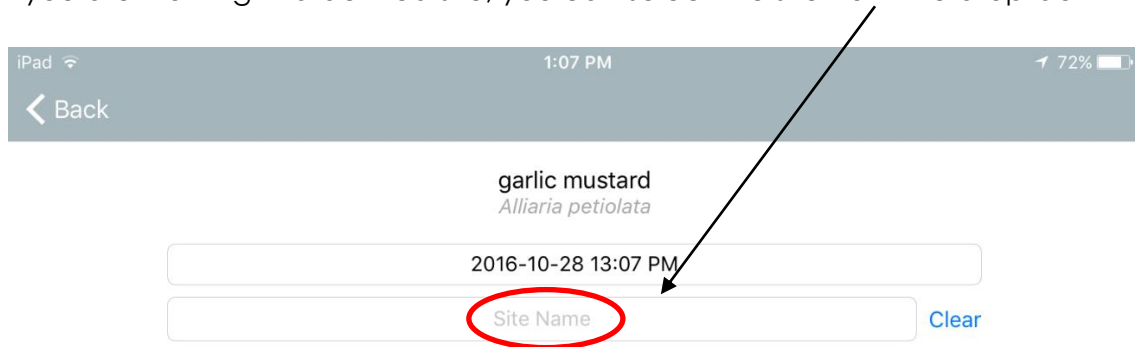 iPad 1:07 PM 72%
Back
garlic mustard
Alliaria petiolata
2016-10-28 13:07 PM
Site Name Clear